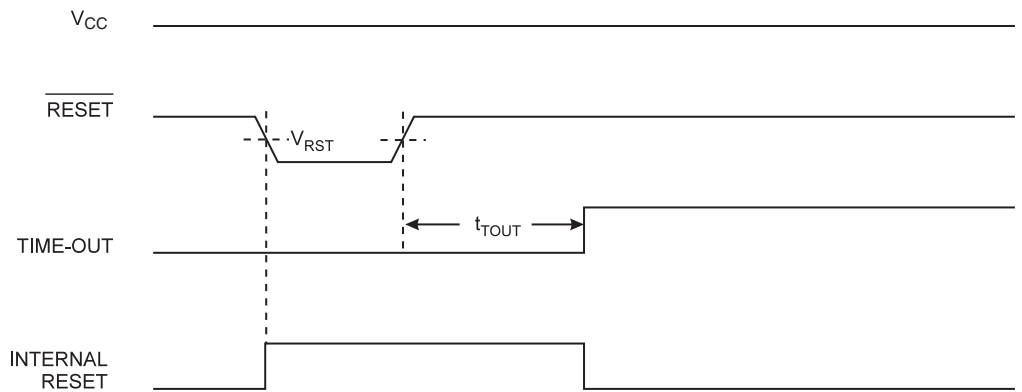 VCC
RESET
VRST
tTOUT
TIME-OUT
INTERNAL
RESET